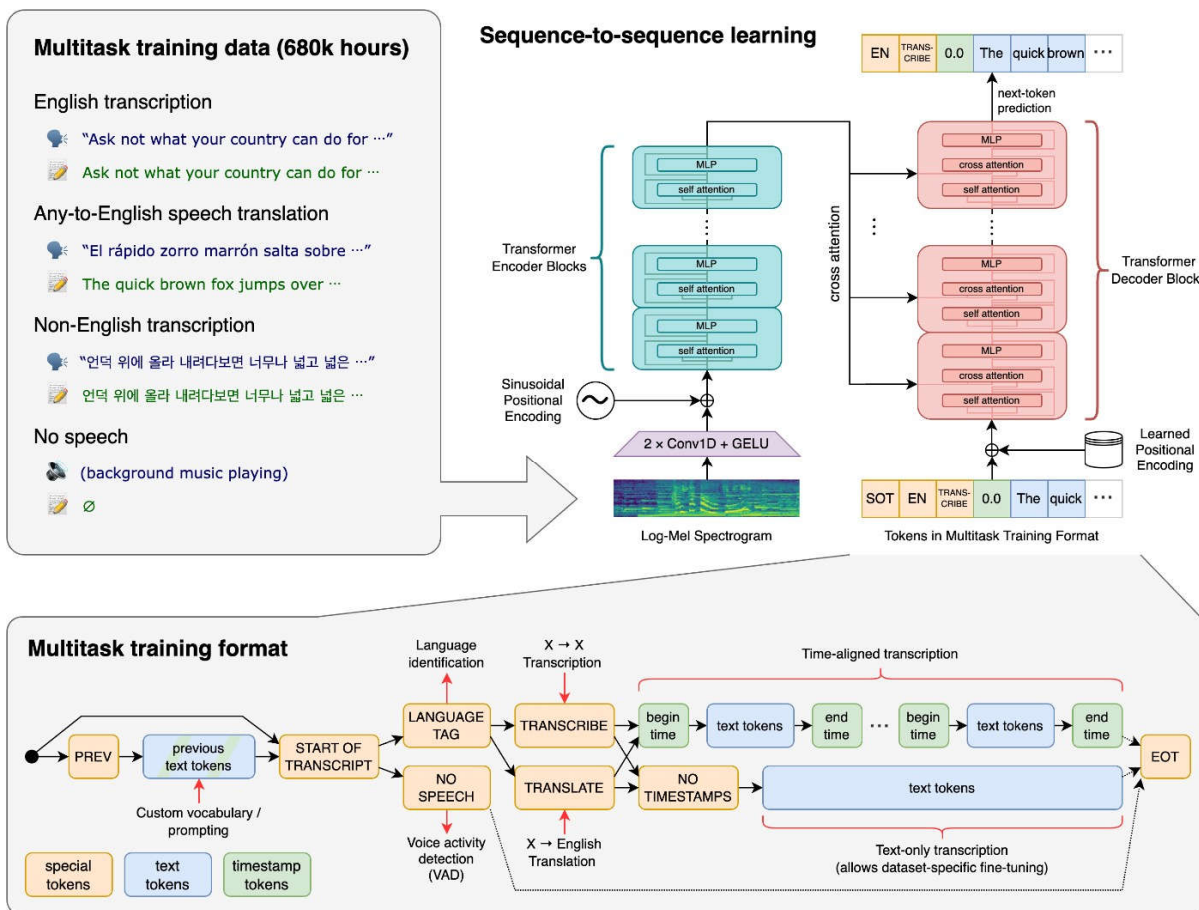 Multitask training data (680k hours)
English transcription
“Ask not what your country can do for ⋯”
Ask not what your country can do for ⋯
Any-to-English speech translation
“El rápido zorro marrón salta sobre ⋯”
The quick brown fox jumps over ⋯
Non-English transcription
“언덕 위에 올라 내려다보면 너무나 넓고 넓은 ⋯”
언덕 위에 올라 내려다보면 너무나 넓고 넓은 ⋯
No speech
(background music playing)
∅
Sequence-to-sequence learning
EN TRANS-CRIBE 0.0 The quick brown ⋯
next-token
prediction
MLP
self attention
MLP
self attention
MLP
self attention
Transformer
Encoder Blocks
Sinusoidal
Positional
Encoding
2 × Conv1D + GELU
Log-Mel Spectrogram
cross attention
MLP
cross attention
self attention
MLP
cross attention
self attention
MLP
cross attention
self attention
Transformer
Decoder Blocks
Learned
Positional
Encoding
SOT EN TRANS-CRIBE 0.0 The quick ⋯
Tokens in Multitask Training Format
Multitask training format
Language
identification
X → X
Transcription
Time-aligned transcription
PREV
previous
text tokens
START OF
TRANSCRIPT
LANGUAGE
TAG
TRANSCRIBE
begin
time
text tokens
end
time
⋯
begin
time
text tokens
end
time
EOT
NO
SPEECH
TRANSLATE
NO
TIMESTAMPS
text tokens
Custom vocabulary /
prompting
Voice activity
detection
(VAD)
X → English
Translation
Text-only transcription
(allows dataset-specific fine-tuning)
special
tokens
text
tokens
timestamp
tokens